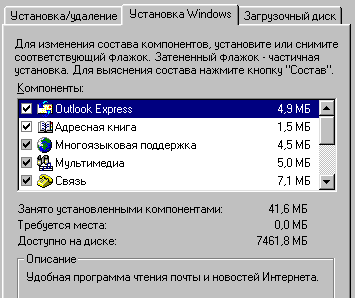 Установка/удаление Установка Windows Загрузочный диск
Для изменения состава компонентов, установите или снимите
соответствующий флажок. Затененный флажок - частичная
установка. Для выяснения состава нажмите кнопку "Состав".
Компоненты:
Outlook Express 4,9 МБ
Адресная книга 1,5 МБ
Многоязыковая поддержка 4,5 МБ
Мультимедиа 5,0 МБ
Связь 7,1 МБ
Занято установленными компонентами: 41,6 МБ
Требуется места: 0,0 МБ
Доступно на диске: 7461,8 МБ
Описание
Удобная программа чтения почты и новостей Интернета.